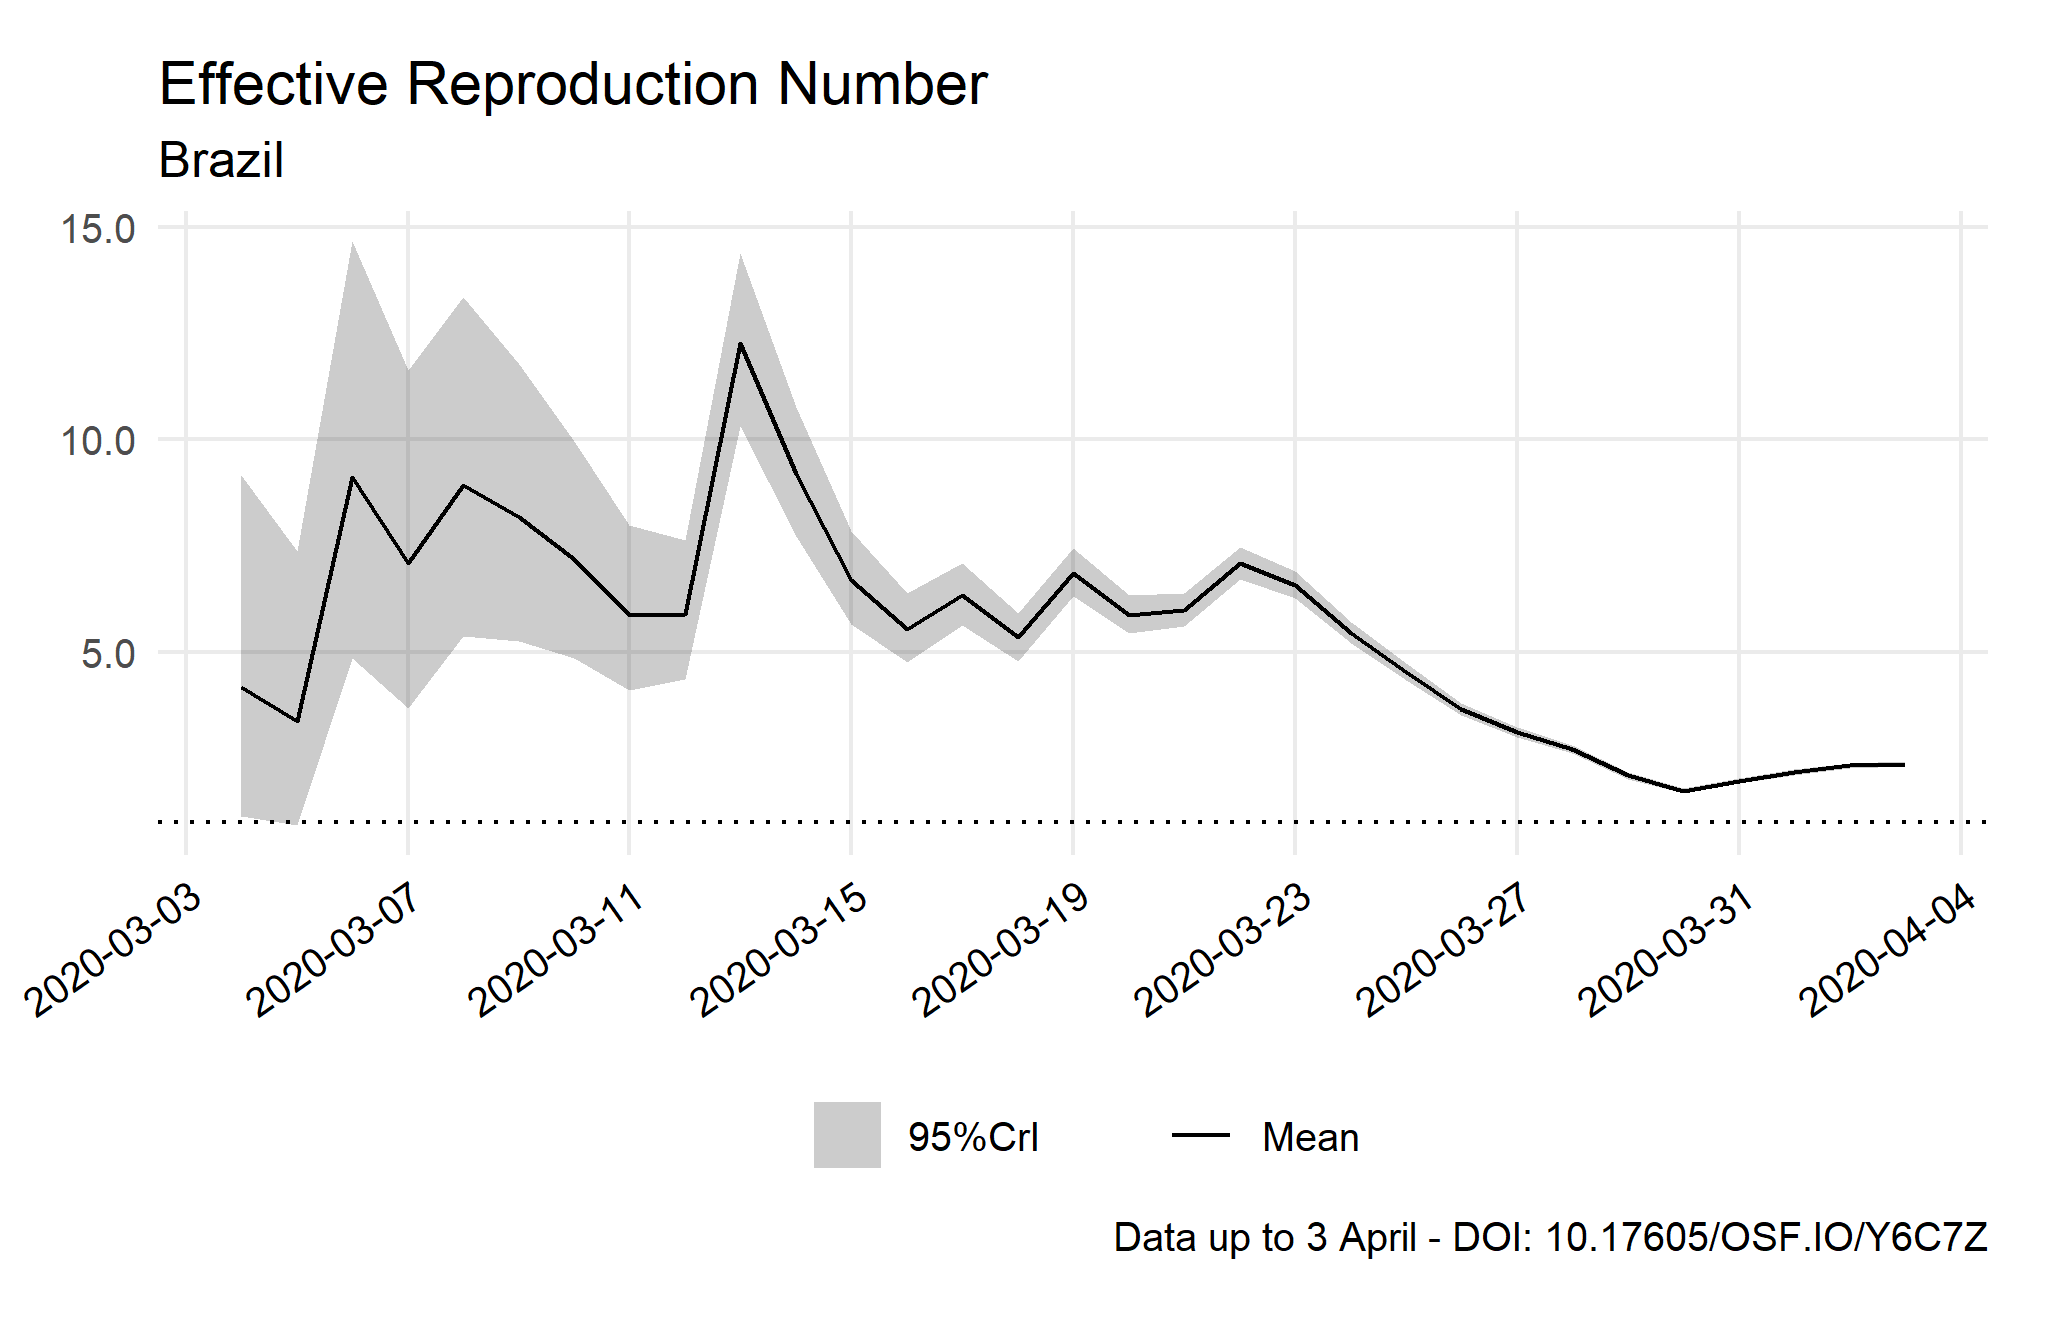 Effective Reproduction Number
Brazil
15.0
10.0
5.0
2020-03-03
2020-03-07
2020-03-11
2020-03-15
2020-03-19
2020-03-23
2020-03-27
2020-03-31
2020-04-04
95%CrI
Mean
Data up to 3 April - DOI: 10.17605/OSF.IO/Y6C7Z